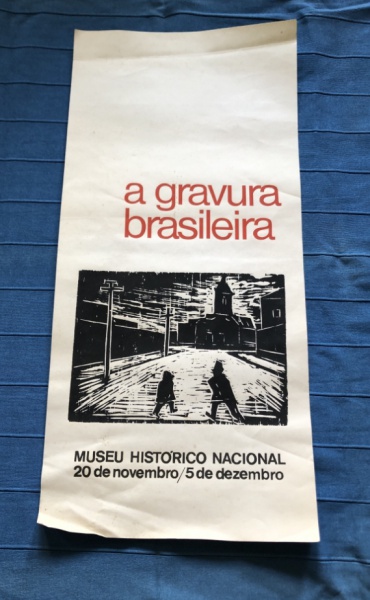 a gravura
brasileira
MUSEU HISTÓRICO NACIONAL
20 de novembro/5 de dezembro